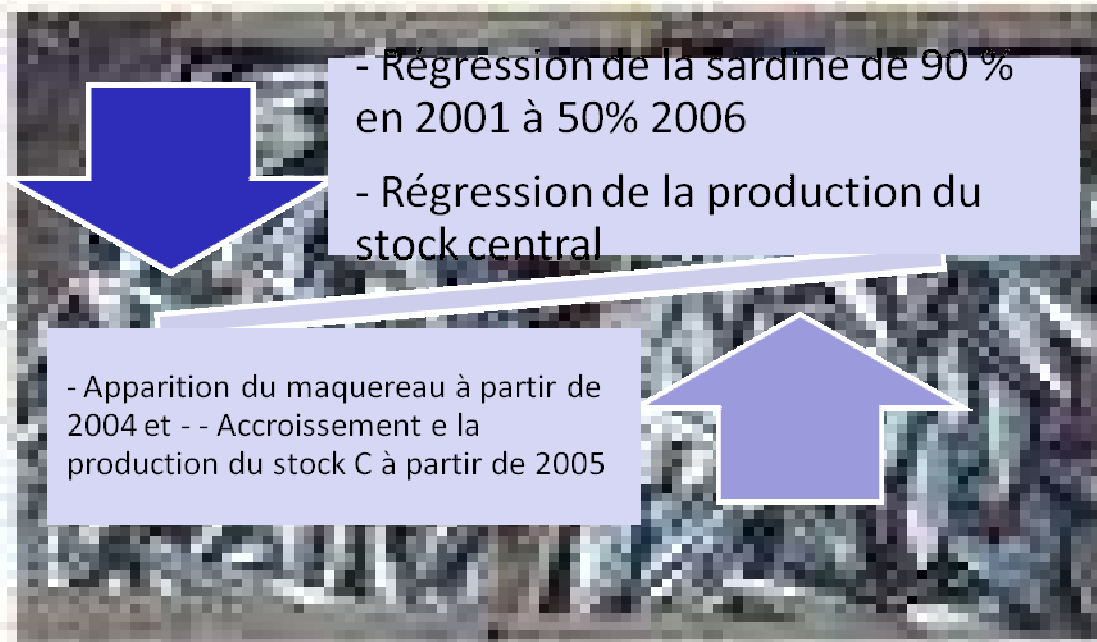 - Régression de la sardine de 90 %
en 2001 à 50% 2006
- Régression de la production du
stock central
- Apparition du maquereau à partir de
2004 et - - Accroissement e la
production du stock C à partir de 2005